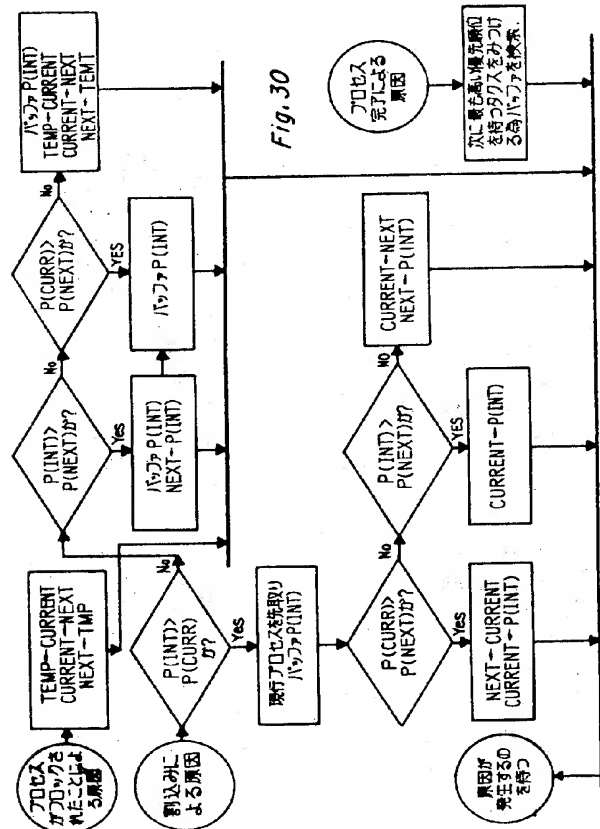 Fig. 30
プロセス
がブロックさ
れたことによ
る原因
TEMP←CURRENT
CURRENT←NEXT
NEXT←TMP
割込みに
よる原因
P(INT)>
P(CURR)
か?
No
Yes
P(INT)>
P(NEXT)か?
No
Yes
バッファP(INT)
NEXT←P(INT)
P(CURR)>
P(NEXT)か?
No
YES
バッファP(INT)
バッファP(INT)
TEMP←CURRENT
CURRENT←NEXT
NEXT←TEMT
現行プロセスを先取り
バッファP(INT)
P(CURR)>
P(NEXT)か?
No
Yes
NEXT←CURRENT
CURRENT←P(INT)
P(INT)>
P(NEXT)か?
No
YES
CURRENT←P(INT)
CURRENT←NEXT
NEXT←P(INT)
プロセス
完了による
原因
次に最も高い優先順位
を持つタクスをみつけ
る為バッファを検索.
原因が
発生するの
を待つ